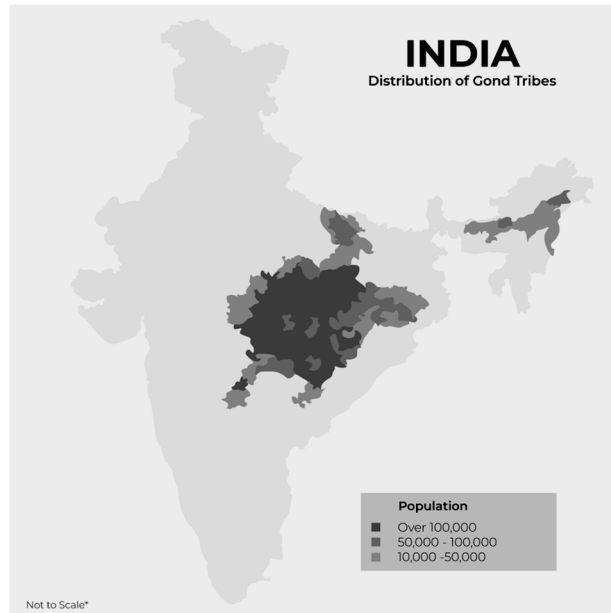 INDIA
Distribution of Gond Tribes
Population
Over 100,000
50,000 - 100,000
10,000 -50,000
Not to Scale*